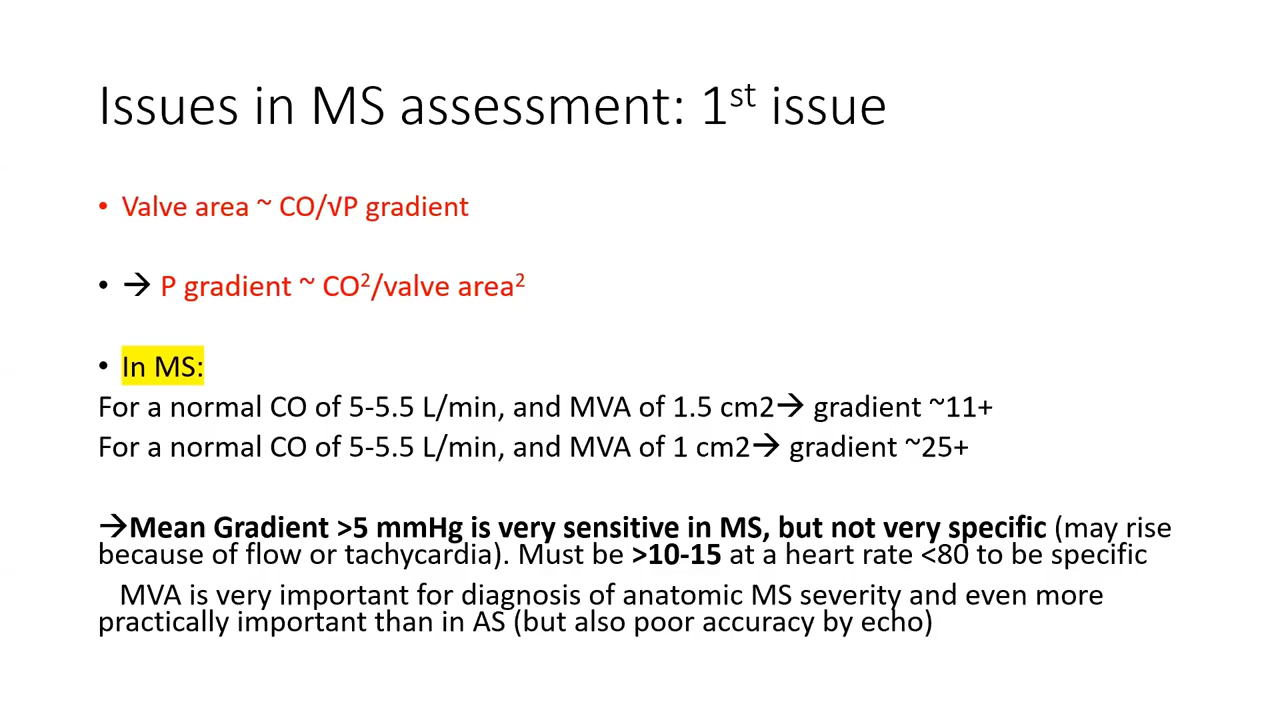 Issues in MS assessment: 1st issue
• Valve area ~ CO/√P gradient
• → P gradient ~ CO²/valve area²
• In MS:
For a normal CO of 5-5.5 L/min, and MVA of 1.5 cm2→ gradient ~11+
For a normal CO of 5-5.5 L/min, and MVA of 1 cm2→ gradient ~25+
→Mean Gradient >5 mmHg is very sensitive in MS, but not very specific (may rise
because of flow or tachycardia). Must be >10-15 at a heart rate <80 to be specific
MVA is very important for diagnosis of anatomic MS severity and even more
practically important than in AS (but also poor accuracy by echo)